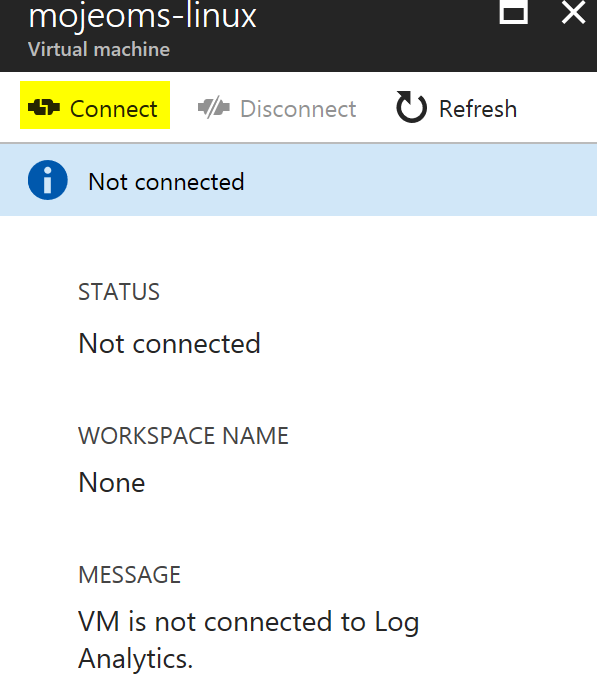 mojeoms-linux
Virtual machine
Connect Disconnect Refresh
Not connected
STATUS
Not connected
WORKSPACE NAME
None
MESSAGE
VM is not connected to Log
Analytics.